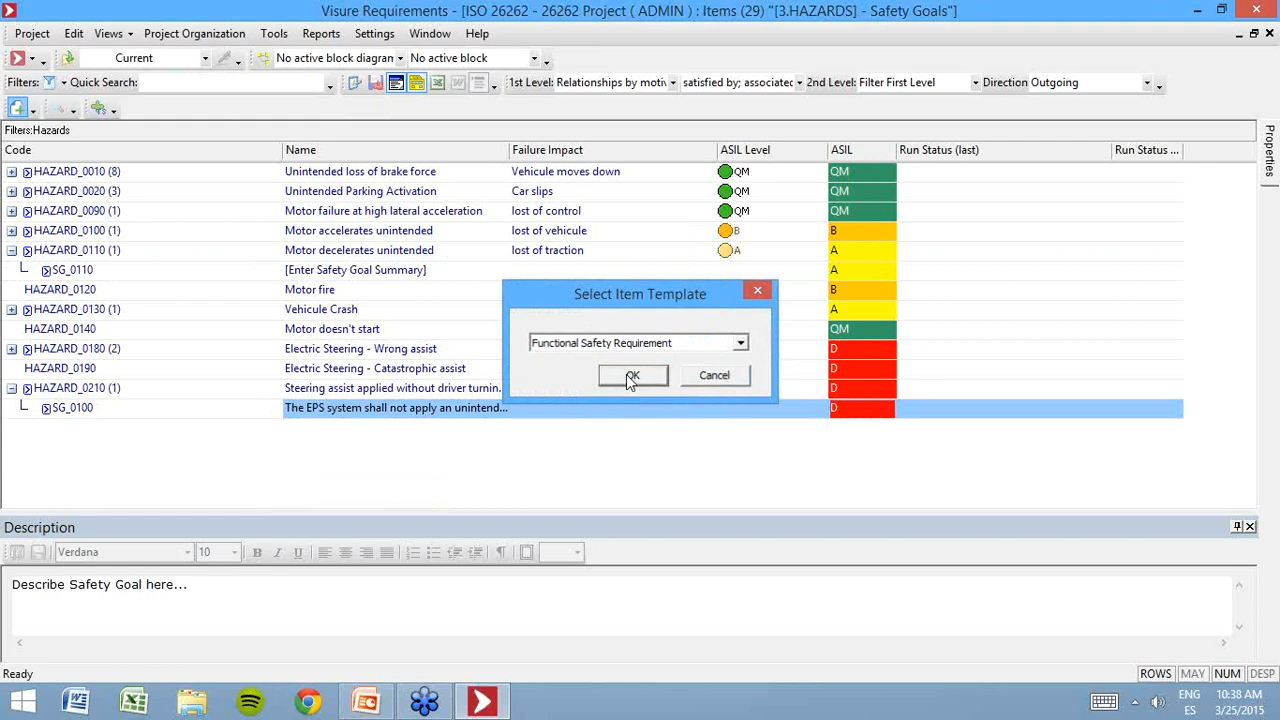 Visure Requirements - [ISO 26262 - 26262 Project ( ADMIN ) : Items (29) "[3.HAZARDS] - Safety Goals"]
Project Edit Views Project Organization Tools Reports Settings Window Help
Current No active block diagram No active block
Filters: Quick Search: 1st Level: Relationships by motiv satisfied by; associated 2nd Level: Filter First Level Direction Outgoing
Filters:Hazards
Code Name Failure Impact ASIL Level ASIL Run Status (last) Run Status ...
HAZARD_0010 (8) Unintended loss of brake force Vehicule moves down QM QM
HAZARD_0020 (3) Unintended Parking Activation Car slips QM QM
HAZARD_0090 (1) Motor failure at high lateral acceleration lost of control QM QM
HAZARD_0100 (1) Motor accelerates unintended lost of vehicule B B
HAZARD_0110 (1) Motor decelerates unintended lost of traction A A
SG_0110 [Enter Safety Goal Summary] A
HAZARD_0120 Motor fire B
HAZARD_0130 (1) Vehicule Crash A
HAZARD_0140 Motor doesn't start QM
HAZARD_0180 (2) Electric Steering - Wrong assist D
HAZARD_0190 Electric Steering - Catastrophic assist D
HAZARD_0210 (1) Steering assist applied without driver turnin... D
SG_0100 The EPS system shall not apply an unintend... D
Select Item Template
Functional Safety Requirement
OK Cancel
Properties
Description
Verdana 10 B I U
Describe Safety Goal here...
Ready ROWS MAY NUM DESP
ENG 10:38 AM
ES 3/25/2015